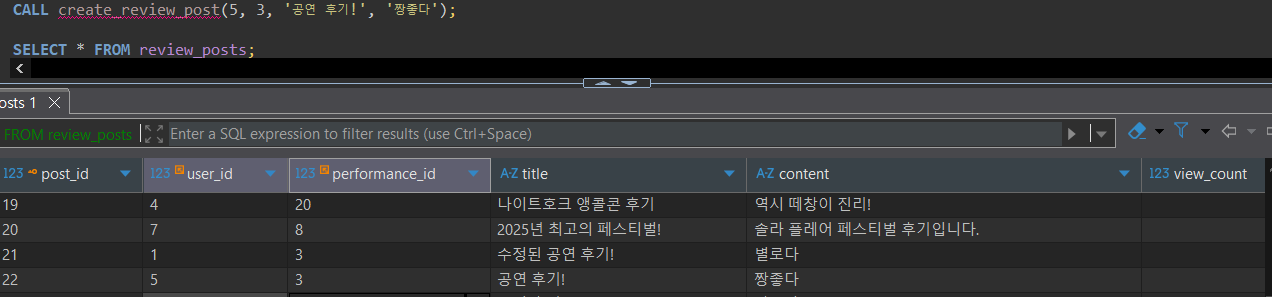 CALL create_review_post(5, 3, '공연 후기!', '짱좋다');
SELECT * FROM review_posts;
osts 1
FROM review_posts Enter a SQL expression to filter results (use Ctrl+Space)
123 post_id 123 user_id 123 performance_id A-Z title A-Z content 123 view_count
19 4 20 나이트호크 앵콜콘 후기 역시 떼창이 진리!
20 7 8 2025년 최고의 페스티벌! 솔라 플레어 페스티벌 후기입니다.
21 1 3 수정된 공연 후기! 별로다
22 5 3 공연 후기! 짱좋다